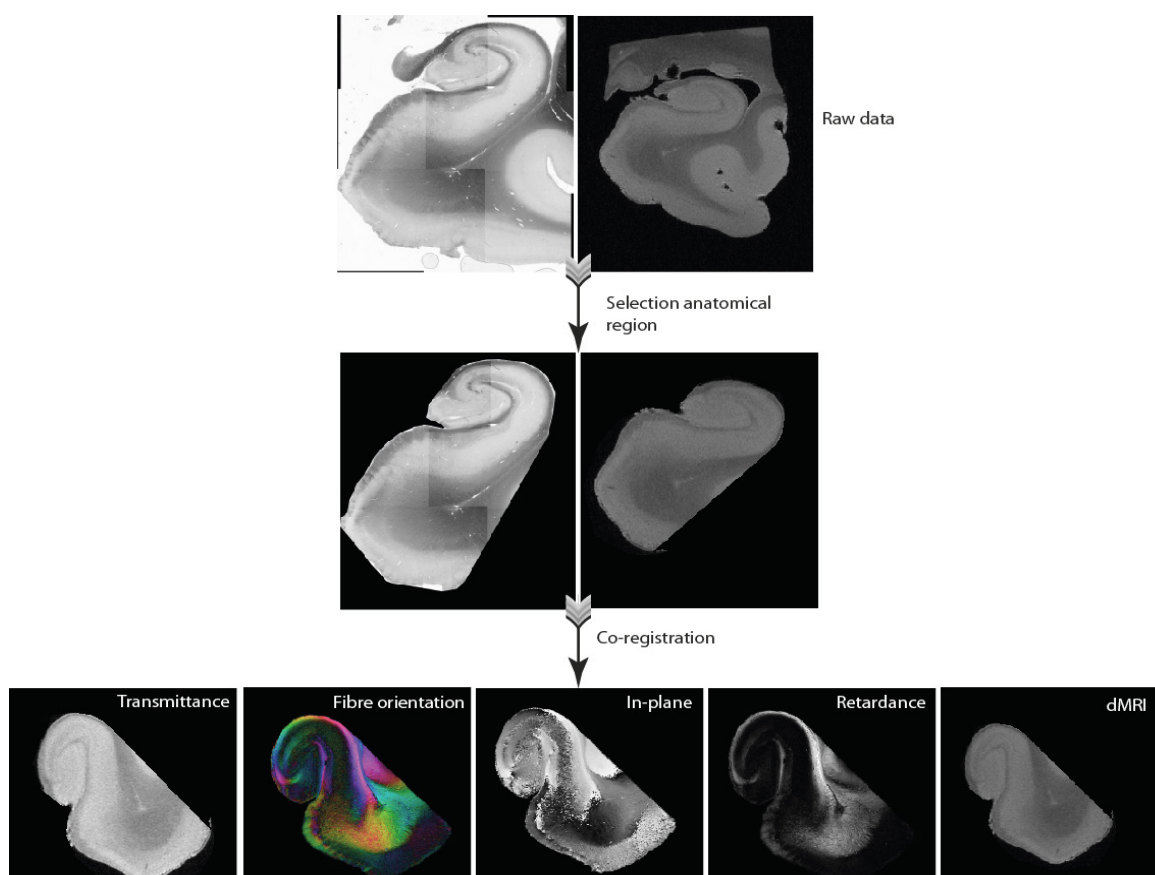 Raw data
Selection anatomical
region
Co-registration
Transmittance
Fibre orientation
In-plane
Retardance
dMRI